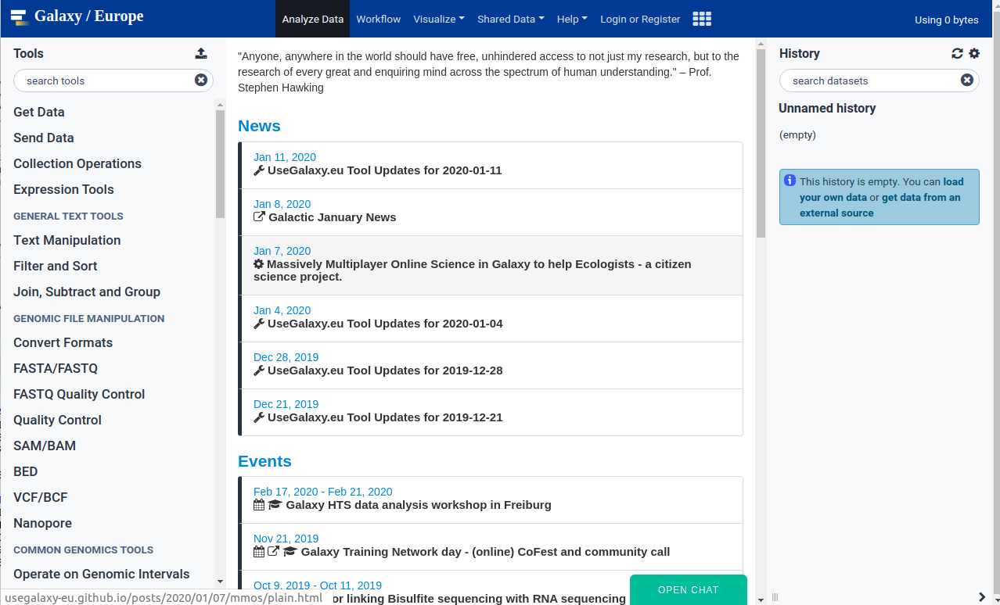 Galaxy / Europe
Analyze Data Workflow Visualize Shared Data Help Login or Register Using 0 bytes
Tools
search tools
Get Data
Send Data
Collection Operations
Expression Tools
GENERAL TEXT TOOLS
Text Manipulation
Filter and Sort
Join, Subtract and Group
GENOMIC FILE MANIPULATION
Convert Formats
FASTA/FASTQ
FASTQ Quality Control
Quality Control
SAM/BAM
BED
VCF/BCF
Nanopore
COMMON GENOMICS TOOLS
Operate on Genomic Intervals
usegalaxy-eu.github.io/posts/2020/01/07/mmos/plain.html
"Anyone, anywhere in the world should have free, unhindered access to not just my research, but to the
research of every great and enquiring mind across the spectrum of human understanding." – Prof.
Stephen Hawking
News
Jan 11, 2020
UseGalaxy.eu Tool Updates for 2020-01-11
Jan 8, 2020
Galactic January News
Jan 7, 2020
Massively Multiplayer Online Science in Galaxy to help Ecologists - a citizen
science project.
Jan 4, 2020
UseGalaxy.eu Tool Updates for 2020-01-04
Dec 28, 2019
UseGalaxy.eu Tool Updates for 2019-12-28
Dec 21, 2019
UseGalaxy.eu Tool Updates for 2019-12-21
Events
Feb 17, 2020 - Feb 21, 2020
Galaxy HTS data analysis workshop in Freiburg
Nov 21, 2019
Galaxy Training Network day - (online) CoFest and community call
Oct 9, 2019 - Oct 11, 2019
or linking Bisulfite sequencing with RNA sequencing
OPEN CHAT
History
search datasets
Unnamed history
(empty)
This history is empty. You can load
your own data or get data from an
external source